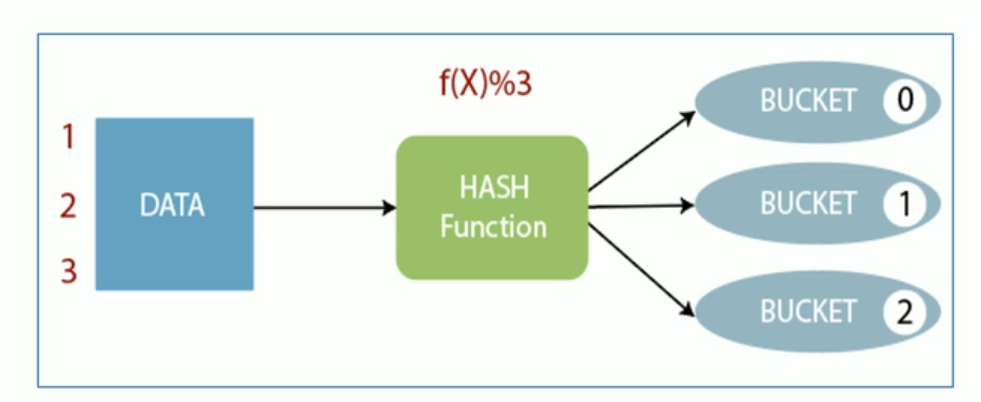 f(X)%3
1
2
3
DATA
HASH
Function
BUCKET 0
BUCKET 1
BUCKET 2